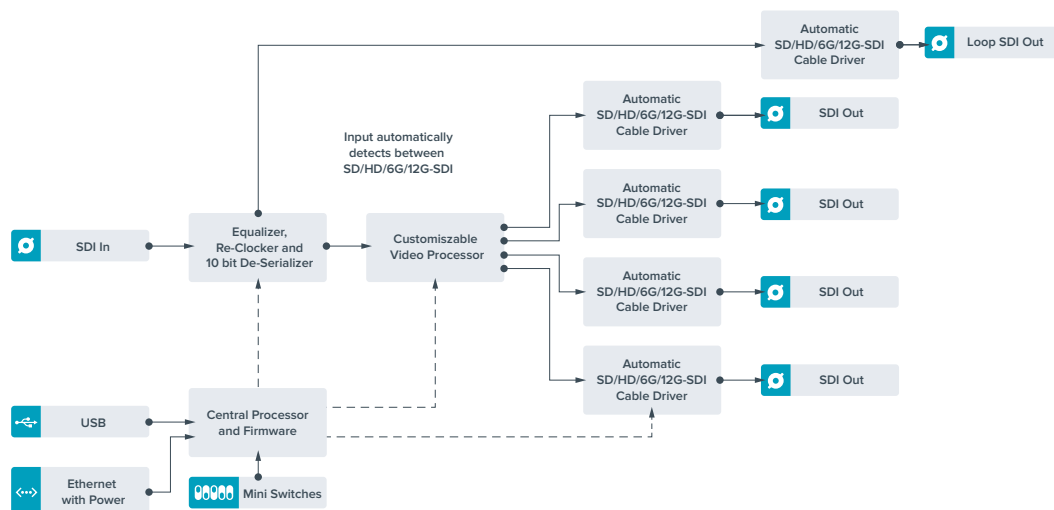 Automatic
SD/HD/6G/12G-SDI
Cable Driver
Loop SDI Out
Automatic
SD/HD/6G/12G-SDI
Cable Driver
SDI Out
Input automatically
detects between
SD/HD/6G/12G-SDI
Automatic
SD/HD/6G/12G-SDI
Cable Driver
SDI Out
SDI In
Equalizer,
Re-Clocker and
10 bit De-Serializer
Customiszable
Video Processor
Automatic
SD/HD/6G/12G-SDI
Cable Driver
SDI Out
Automatic
SD/HD/6G/12G-SDI
Cable Driver
SDI Out
USB
Central Processor
and Firmware
Ethernet
with Power
Mini Switches